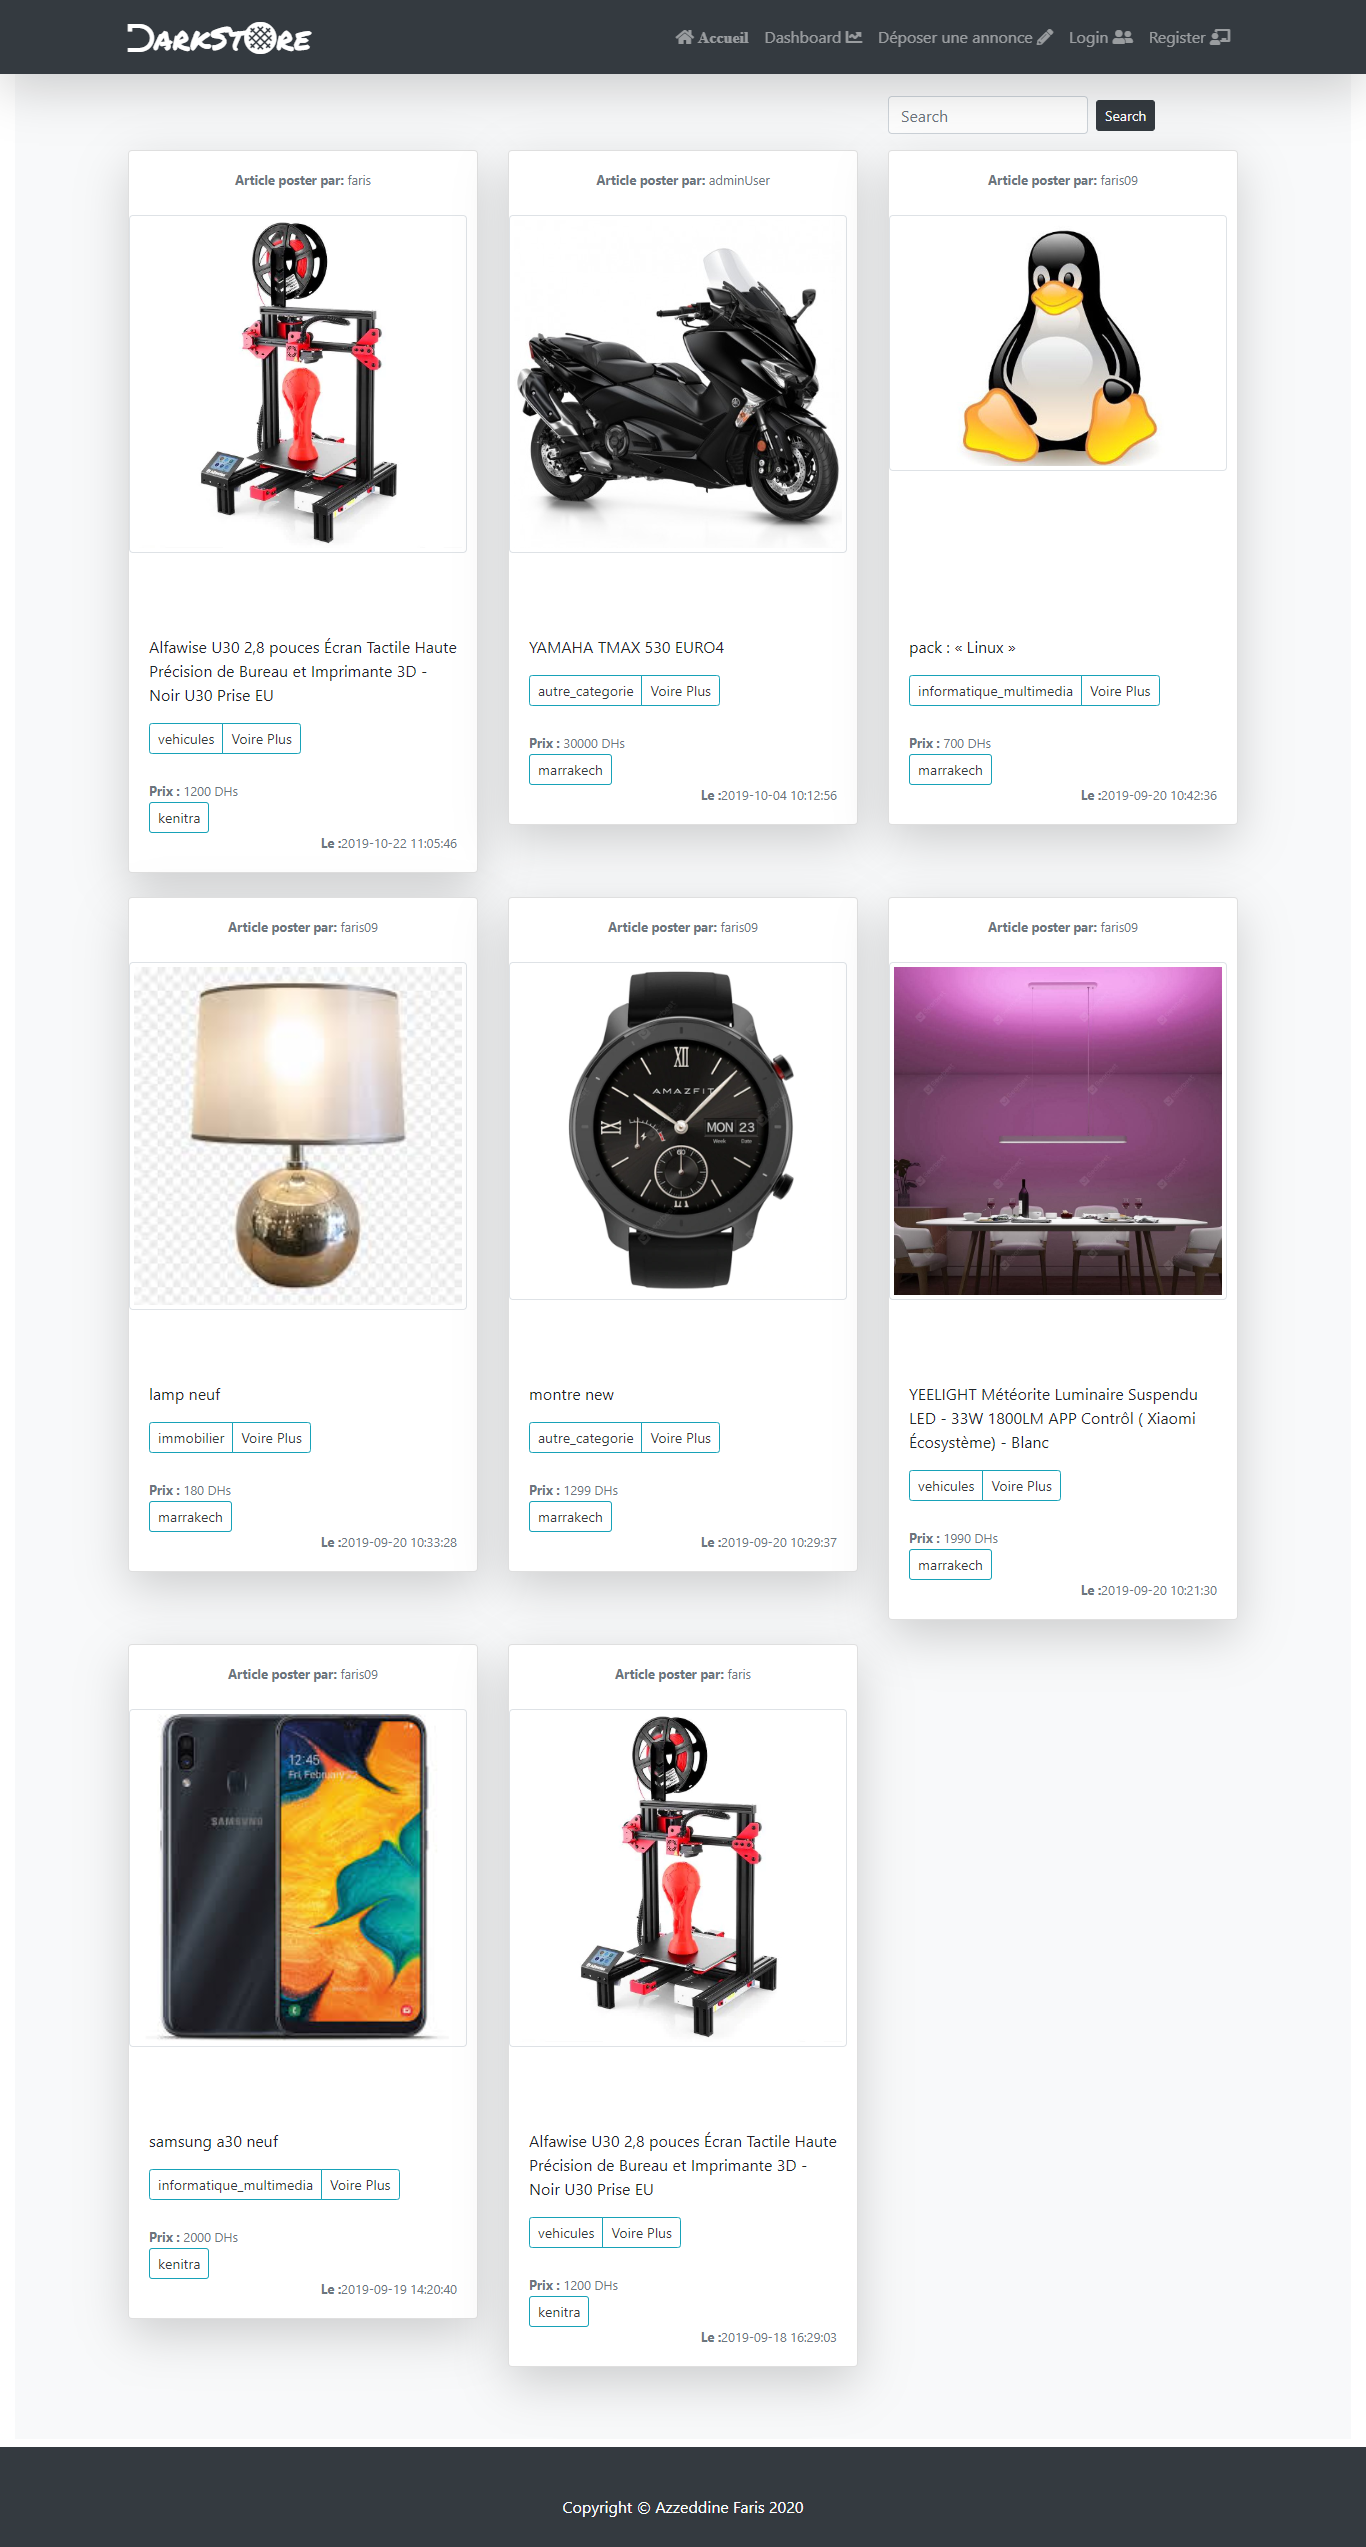 DARKSTORE
Accueil Dashboard Déposer une annonce Login Register
Search Search
Article poster par: faris
Alfawise U30 2,8 pouces Écran Tactile Haute
Précision de Bureau et Imprimante 3D -
Noir U30 Prise EU
vehicules Voire Plus
Prix : 1200 DHs
kenitra
Le :2019-10-22 11:05:46
Article poster par: adminUser
YAMAHA TMAX 530 EURO4
autre_categorie Voire Plus
Prix : 30000 DHs
marrakech
Le :2019-10-04 10:12:56
Article poster par: faris09
pack : « Linux »
informatique_multimedia Voire Plus
Prix : 700 DHs
marrakech
Le :2019-09-20 10:42:36
Article poster par: faris09
lamp neuf
immobilier Voire Plus
Prix : 180 DHs
marrakech
Le :2019-09-20 10:33:28
Article poster par: faris09
XII
AMAZFIT
MON 23
Week Date
IX
montre new
autre_categorie Voire Plus
Prix : 1299 DHs
marrakech
Le :2019-09-20 10:29:37
Article poster par: faris09
YEELIGHT Météorite Luminaire Suspendu
LED - 33W 1800LM APP Contrôl ( Xiaomi
Écosystème) - Blanc
vehicules Voire Plus
Prix : 1990 DHs
marrakech
Le :2019-09-20 10:21:30
Article poster par: faris09
12:45
Fri, February
SAMSUNG
samsung a30 neuf
informatique_multimedia Voire Plus
Prix : 2000 DHs
kenitra
Le :2019-09-19 14:20:40
Article poster par: faris
Alfawise U30 2,8 pouces Écran Tactile Haute
Précision de Bureau et Imprimante 3D -
Noir U30 Prise EU
vehicules Voire Plus
Prix : 1200 DHs
kenitra
Le :2019-09-18 16:29:03
Copyright © Azzeddine Faris 2020